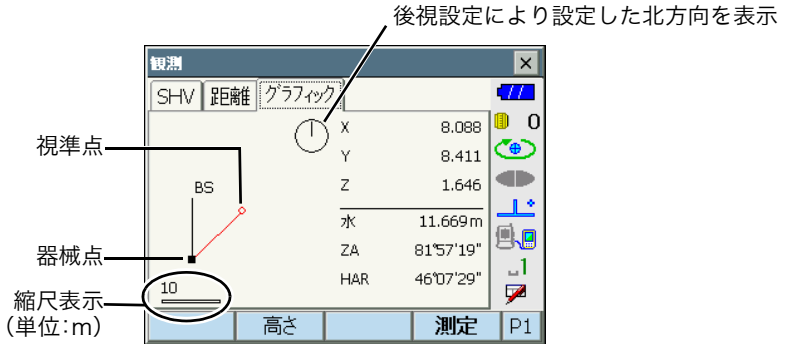 後視設定により設定した北方向を表示
観測
SHV 距離 グラフィック
X 8.088
Y 8.411
Z 1.646
水 11.669m
ZA 81°57'19"
HAR 46°07'29"
0
1
視準点
BS
器械点
10
縮尺表示
(単位:m)
高さ 測定 P1